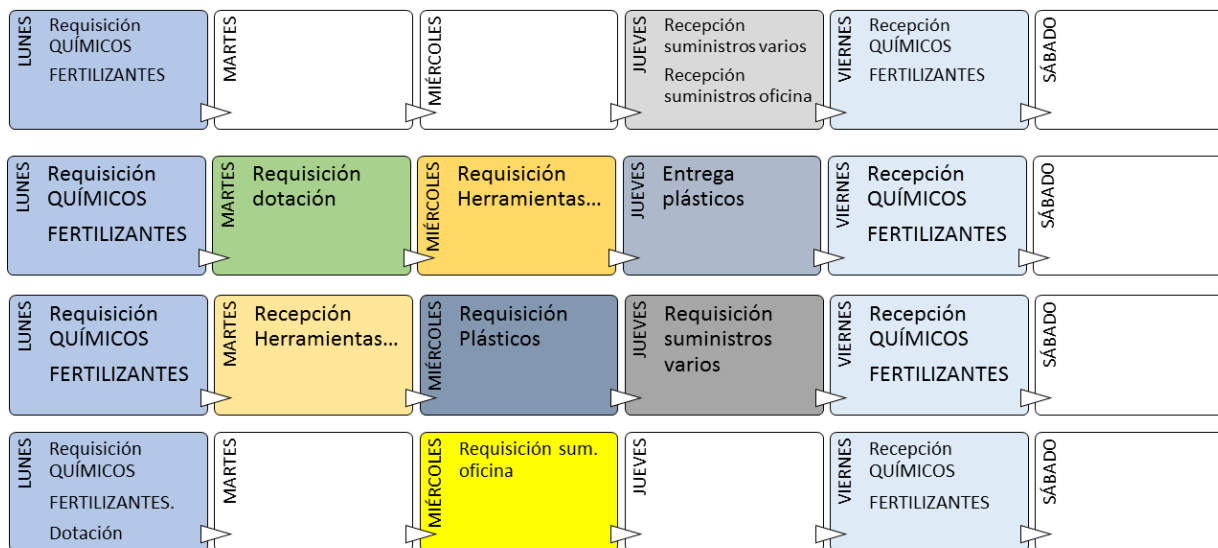 LUNES
Requisición
QUÍMICOS
FERTILIZANTES
MARTES
MIÉRCOLES
JUEVES
Recepción
suministros varios
Recepción
suministros oficina
VIERNES
Recepción
QUÍMICOS
FERTILIZANTES
SÁBADO
LUNES
Requisición
QUÍMICOS
FERTILIZANTES
MARTES
Requisición
dotación
MIÉRCOLES
Requisición
Herramientas...
JUEVES
Entrega
plásticos
VIERNES
Recepción
QUÍMICOS
FERTILIZANTES
SÁBADO
LUNES
Requisición
QUÍMICOS
FERTILIZANTES
MARTES
Recepción
Herramientas...
MIÉRCOLES
Requisición
Plásticos
JUEVES
Requisición
suministros
varios
VIERNES
Recepción
QUÍMICOS
FERTILIZANTES
SÁBADO
LUNES
Requisición
QUÍMICOS
FERTILIZANTES.
Dotación
MARTES
MIÉRCOLES
Requisición sum.
oficina
JUEVES
VIERNES
Recepción
QUÍMICOS
FERTILIZANTES
SÁBADO